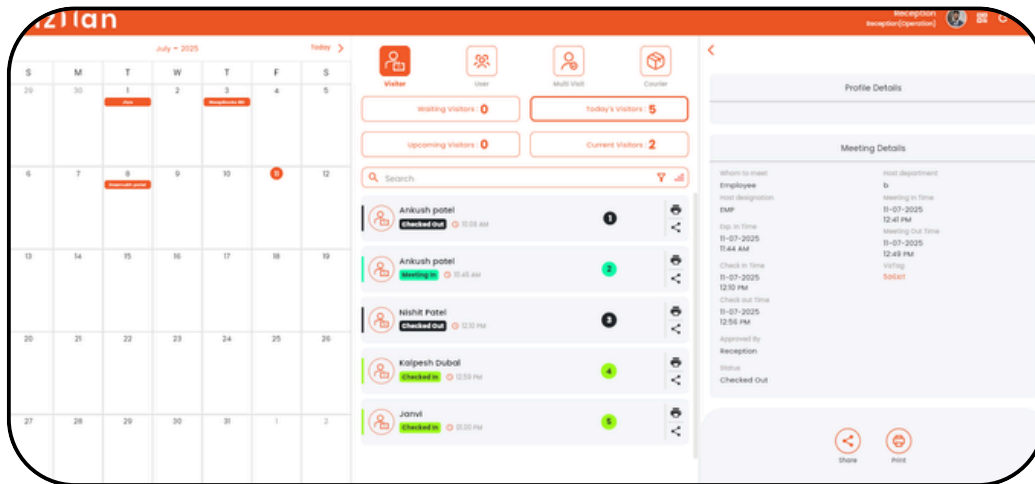 Reception
Reception[Operation]
July - 2025
Today
S M T W T F S
29 30 1 2 3 4 5
6 7 8 9 10 11 12
13 14 15 16 17 18 19
20 21 22 23 24 25 26
27 28 29 30 31 1 2
Visitor User Multi Visit Courier
Waiting Visitors : 0
Today's Visitors : 5
Upcoming Visitors : 0
Current Visitors : 2
Search
Ankush patel
Checked Out
1
Ankush patel
Meeting In 10:45 AM
2
Nishit Patel
Checked Out 12:10 PM
3
Kalpesh Dubal
Checked In 12:59 PM
4
Janvi
Checked In 01:00 PM
5
Profile Details
Meeting Details
Whom to meet
Employee
Host designation
EMP
Exp. In Time
11-07-2025
11:44 AM
Check In Time
11-07-2025
12:10 PM
Check out Time
11-07-2025
12:56 PM
Approved By
Reception
Status
Checked Out
Host department
b
Meeting In Time
11-07-2025
12:41 PM
Meeting Out Time
11-07-2025
12:49 PM
VizTag
Share
Print